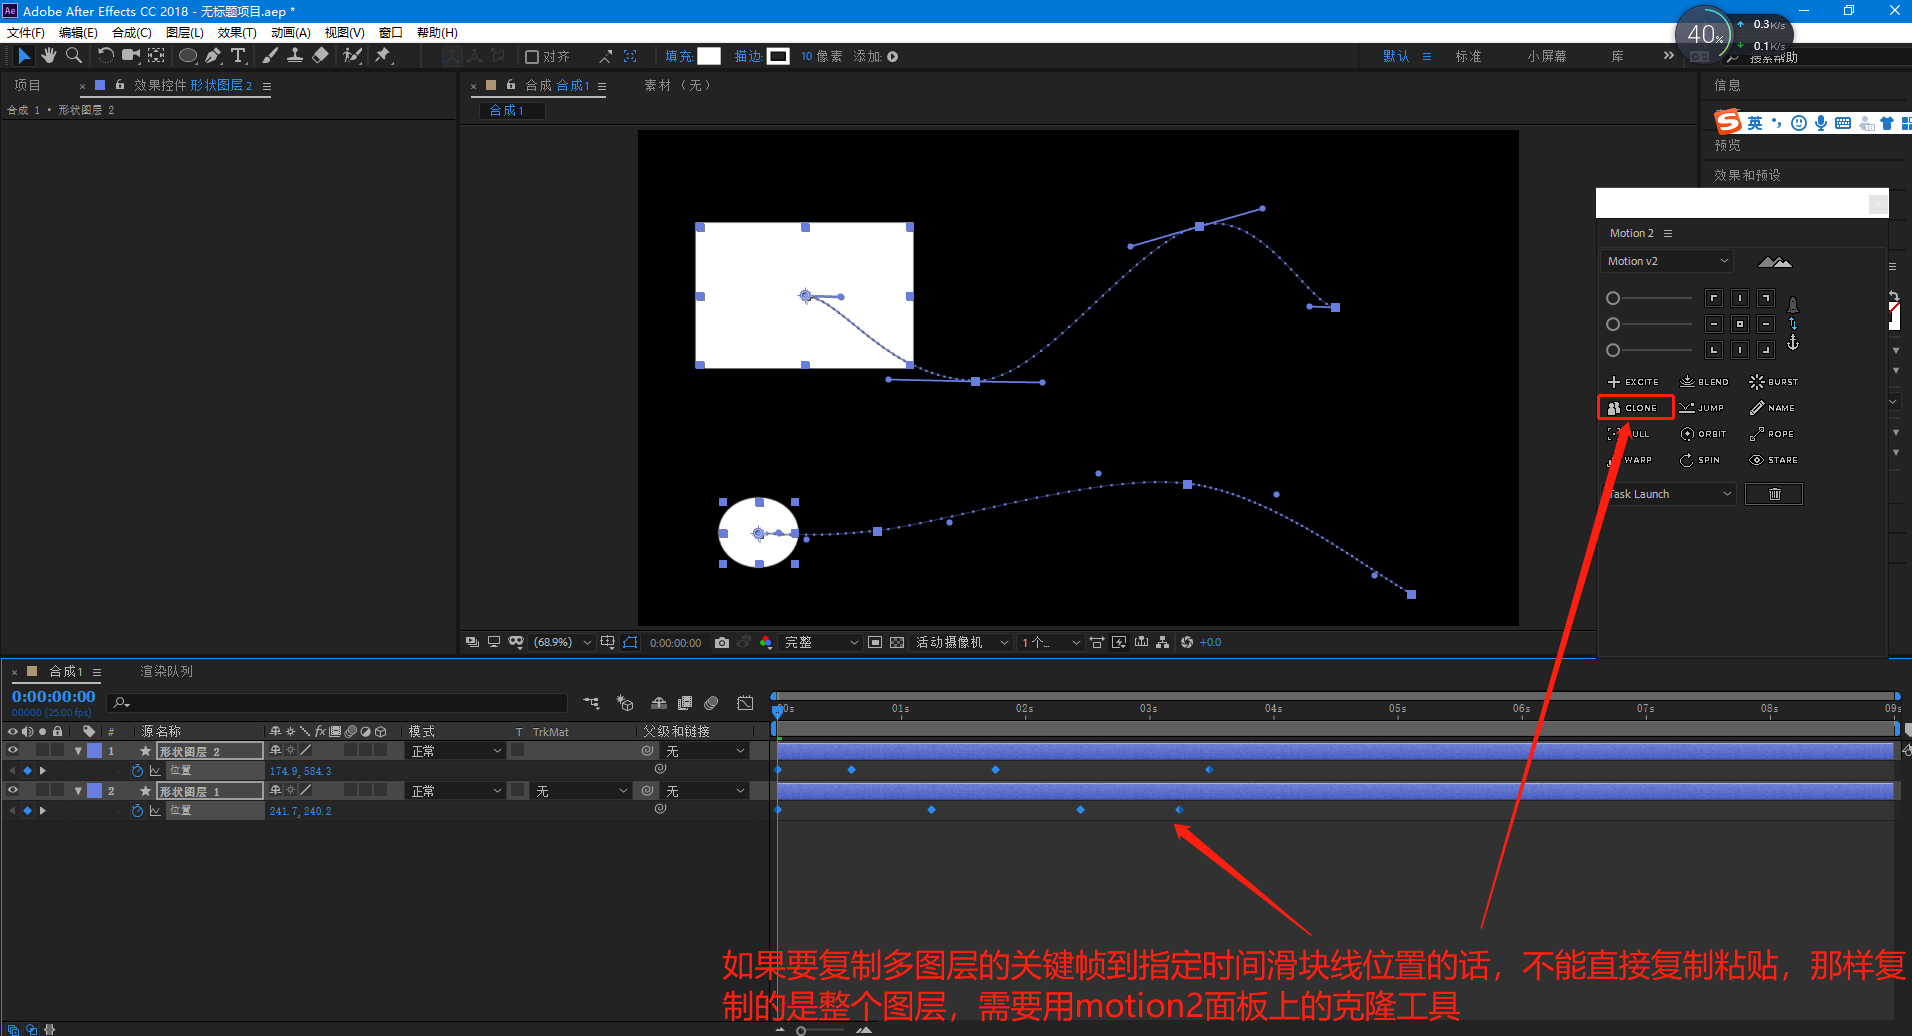 Ae Adobe After Effects CC 2018 - 无标题项目.aep *
文件(F) 编辑(E) 合成(C) 图层(L) 效果(T) 动画(A) 视图(V) 窗口 帮助(H)
对齐 填充: 描边: 10 像素 添加: 默认 标准 小屏幕 库 搜索帮助
40% 0.3K/s
0.1K/s
项目 × 效果控件 形状图层 2
合成 1 • 形状图层 2
× 合成 合成1 素材 （无）
合成1
信息
英
预览
效果和预设
Motion 2
Motion v2
EXCITE BLEND BURST
CLONE JUMP NAME
ULL ORBIT ROPE
WARP SPIN STARE
Task Launch
(68.9%) 0:00:00:00 完整 活动摄像机 1 个... +0.0
× 合成1 渲染队列
0:00:00:00
00000 (25.00 fps)
:00s 01s 02s 03s 04s 05s 06s 07s 08s 09s
# 源名称 fx 模式 T TrkMat 父级和链接
1 形状图层 2 正常 无
位置 174.9,584.3
2 形状图层 1 正常 无 无
位置 241.7,240.2
如果要复制多图层的关键帧到指定时间滑块线位置的话，不能直接复制粘贴，那样复
制的是整个图层，需要用motion2面板上的克隆工具